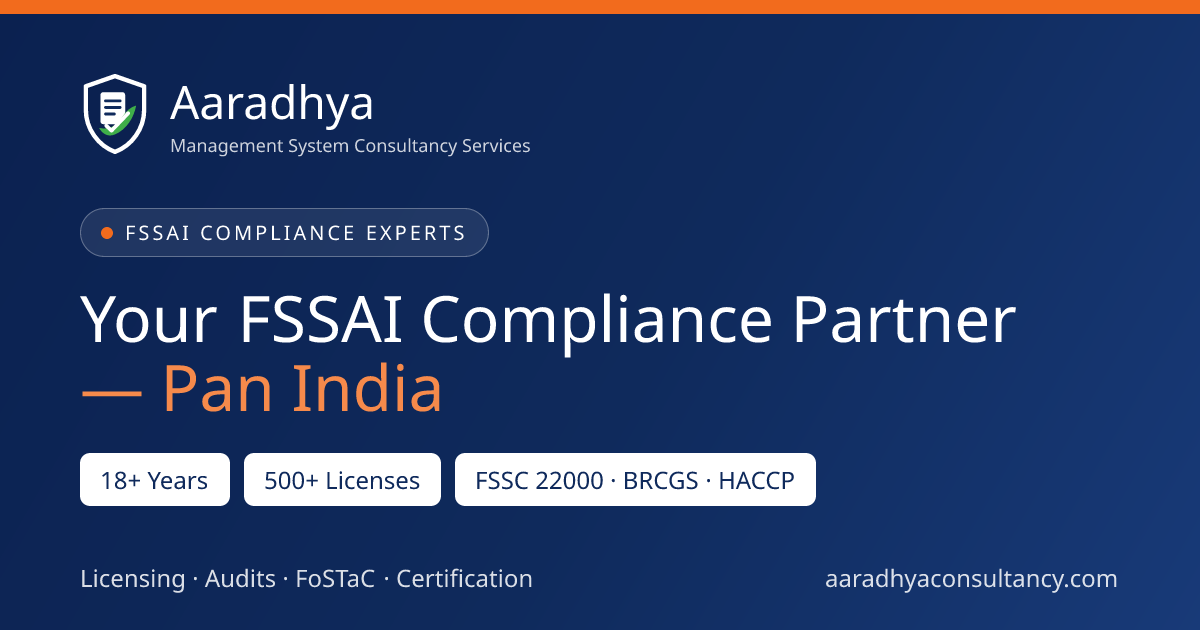 Aaradhya
Management System Consultancy Services
FSSAI COMPLIANCE EXPERTS
Your FSSAI Compliance Partner
— Pan India
18+ Years
500+ Licenses
FSSC 22000 · BRCGS · HACCP
Licensing · Audits · FoSTaC · Certification
aaradhyaconsultancy.com